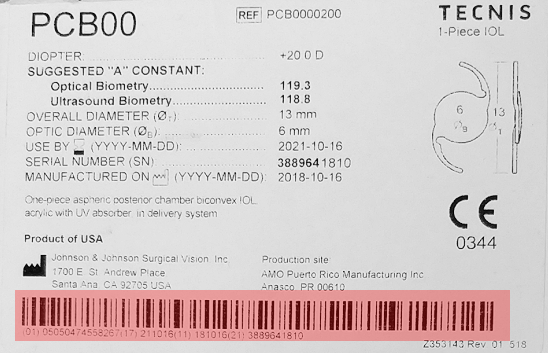 PCB00
REF PCB0000200
TECNIS
1-Piece IOL
DIOPTER: +20.0 D
SUGGESTED "A" CONSTANT:
Optical Biometry 119.3
Ultrasound Biometry 118.8
OVERALL DIAMETER (ØT): 13 mm
OPTIC DIAMETER (ØB): 6 mm
USE BY (YYYY-MM-DD): 2021-10-16
SERIAL NUMBER (SN) 3889641810
MANUFACTURED ON (YYYY-MM-DD): 2018-10-16
6
ØB
13
One-piece aspheric posterior chamber biconvex IOL,
acrylic with UV absorber, in delivery system
CE
0344
Product of USA
Johnson & Johnson Surgical Vision, Inc.
1700 E. St. Andrew Place
Santa Ana, CA 92705 USA
Production site:
AMO Puerto Rico Manufacturing Inc
Anasco, PR 00610
(01) 05050474558267(17) 211016(11) 181016(21) 3889641810
Z353143 Rev. 01 518